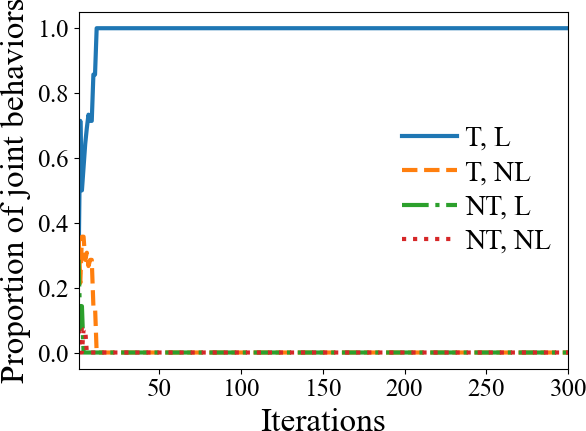 Proportion of joint behaviors
1.0
0.8
0.6
0.4
0.2
0.0
T, L
T, NL
NT, L
NT, NL
50 100 150 200 250 300
Iterations